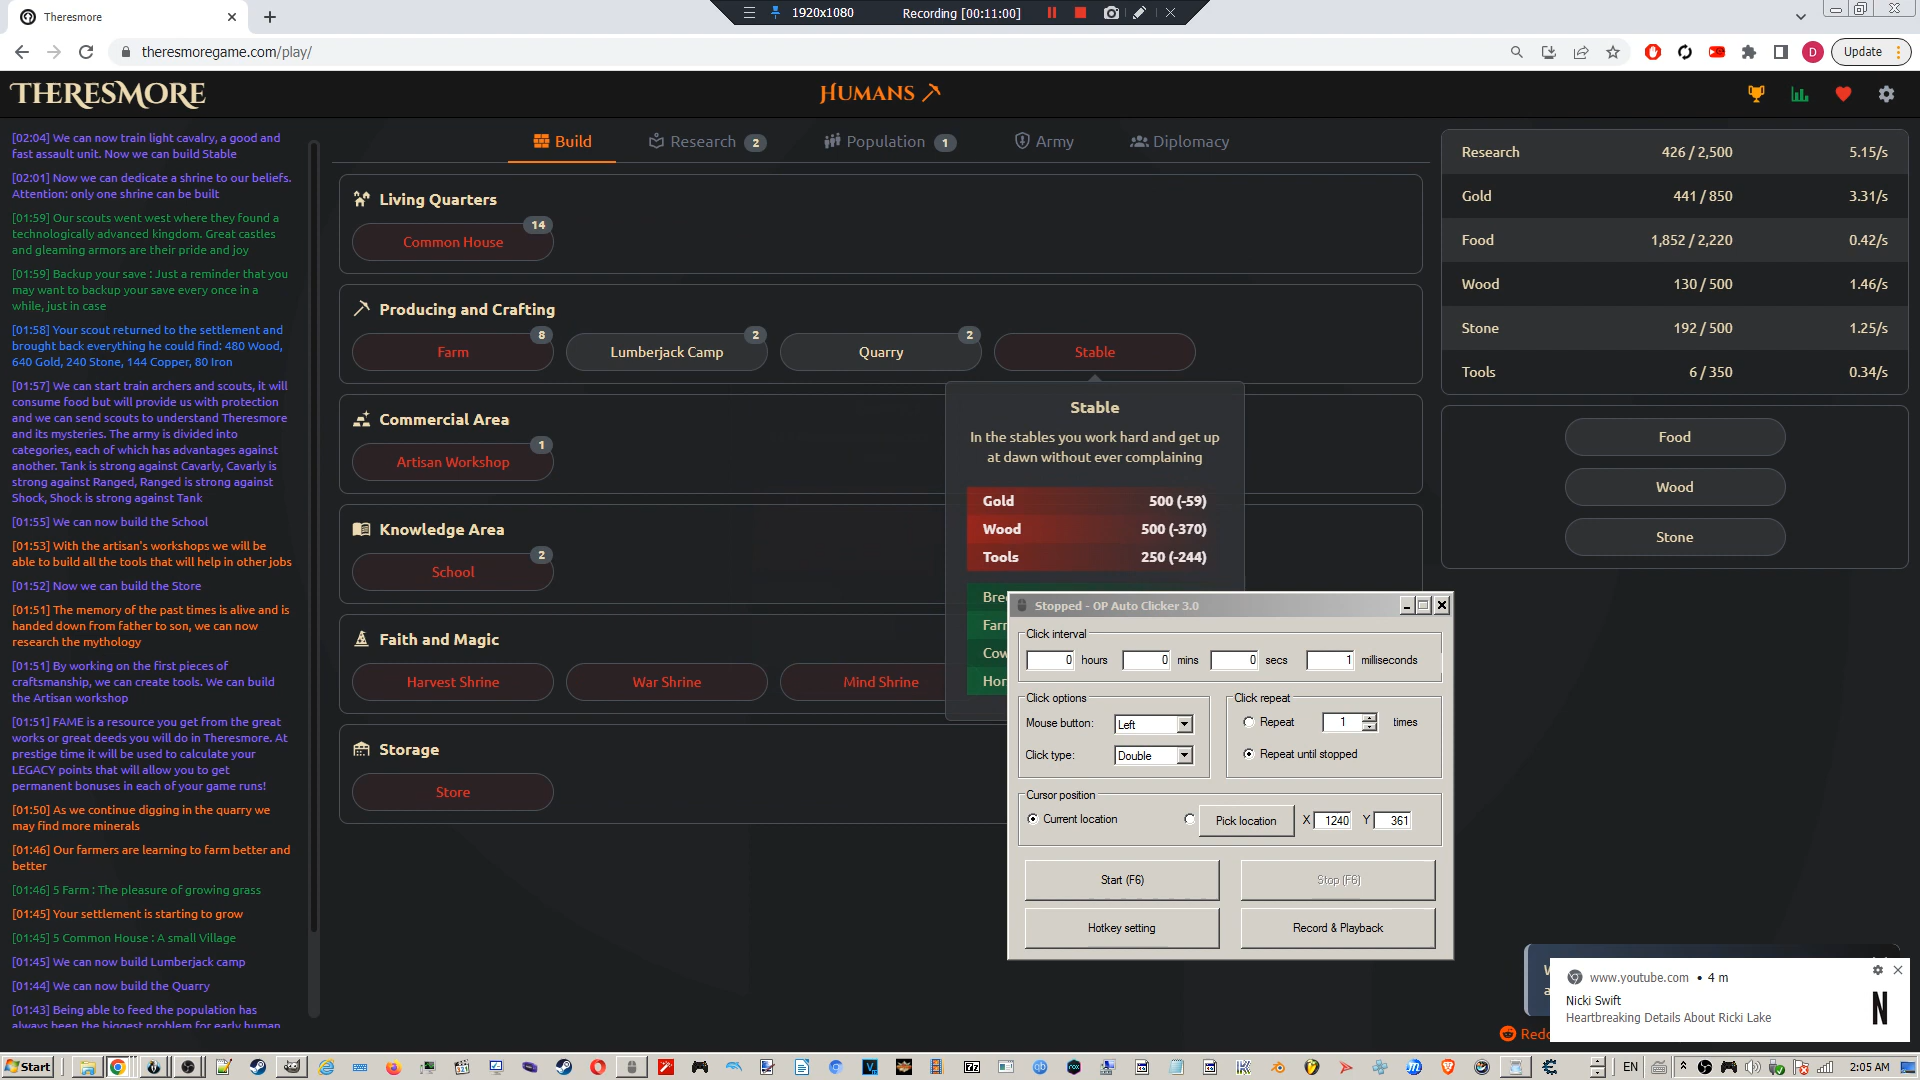 Theresmore
1920x1080
Recording [00:11:00]
theresmoregame.com/play/
D
Update
THERESMORE
HUMANS
[02:04] We can now train light cavalry, a good and
fast assault unit. Now we can build Stable
[02:01] Now we can dedicate a shrine to our beliefs.
Attention: only one shrine can be built
[01:59] Our scouts went west where they found a
technologically advanced kingdom. Great castles
and gleaming armors are their pride and joy
[01:59] Backup your save : Just a reminder that you
may want to backup your save every once in a
while, just in case
[01:58] Your scout returned to the settlement and
brought back everything he could find: 480 Wood,
640 Gold, 240 Stone, 144 Copper, 80 Iron
[01:57] We can start train archers and scouts, it will
consume food but will provide us with protection
and we can send scouts to understand Theresmore
and its mysteries. The army is divided into
categories, each of which has advantages against
another. Tank is strong against Cavarly, Cavarly is
strong against Ranged, Ranged is strong against
Shock, Shock is strong against Tank
[01:55] We can now build the School
[01:53] With the artisan's workshops we will be
able to build all the tools that will help in other jobs
[01:52] Now we can build the Store
[01:51] The memory of the past times is alive and is
handed down from father to son, we can now
research the mythology
[01:51] By working on the first pieces of
craftsmanship, we can create tools. We can build
the Artisan workshop
[01:51] FAME is a resource you get from the great
works or great deeds you will do in Theresmore. At
prestige time it will be used to calculate your
LEGACY points that will allow you to get
permanent bonuses in each of your game runs!
[01:50] As we continue digging in the quarry we
may find more minerals
[01:46] Our farmers are learning to farm better and
better
[01:46] 5 Farm : The pleasure of growing grass
[01:45] Your settlement is starting to grow
[01:45] 5 Common House : A small Village
[01:45] We can now build Lumberjack camp
[01:44] We can now build the Quarry
[01:43] Being able to feed the population has
always been the biggest problem for early human
Build
Research 2
Population 1
Army
Diplomacy
Living Quarters
Common House 14
Producing and Crafting
Farm 8
Lumberjack Camp 2
Quarry 2
Stable
Commercial Area
Artisan Workshop 1
Knowledge Area
School 2
Faith and Magic
Harvest Shrine
War Shrine
Mind Shrine
Storage
Store
Stable
In the stables you work hard and get up
at dawn without ever complaining
Gold 500 (-59)
Wood 500 (-370)
Tools 250 (-244)
Bre
Farm
Cow
Hor
Research 426 / 2,500 5.15/s
Gold 441 / 850 3.31/s
Food 1,852 / 2,220 0.42/s
Wood 130 / 500 1.46/s
Stone 192 / 500 1.25/s
Tools 6 / 350 0.34/s
Food
Wood
Stone
Stopped - OP Auto Clicker 3.0
Click interval
0 hours 0 mins 0 secs 1 milliseconds
Click options
Mouse button: Left
Click type: Double
Click repeat
Repeat 1 times
Repeat until stopped
Cursor position
Current location
Pick location X 1240 Y 361
Start (F6)
Stop (F6)
Hotkey setting
Record & Playback
www.youtube.com • 4 m
Nicki Swift
Heartbreaking Details About Ricki Lake
N
Start
EN
2:05 AM